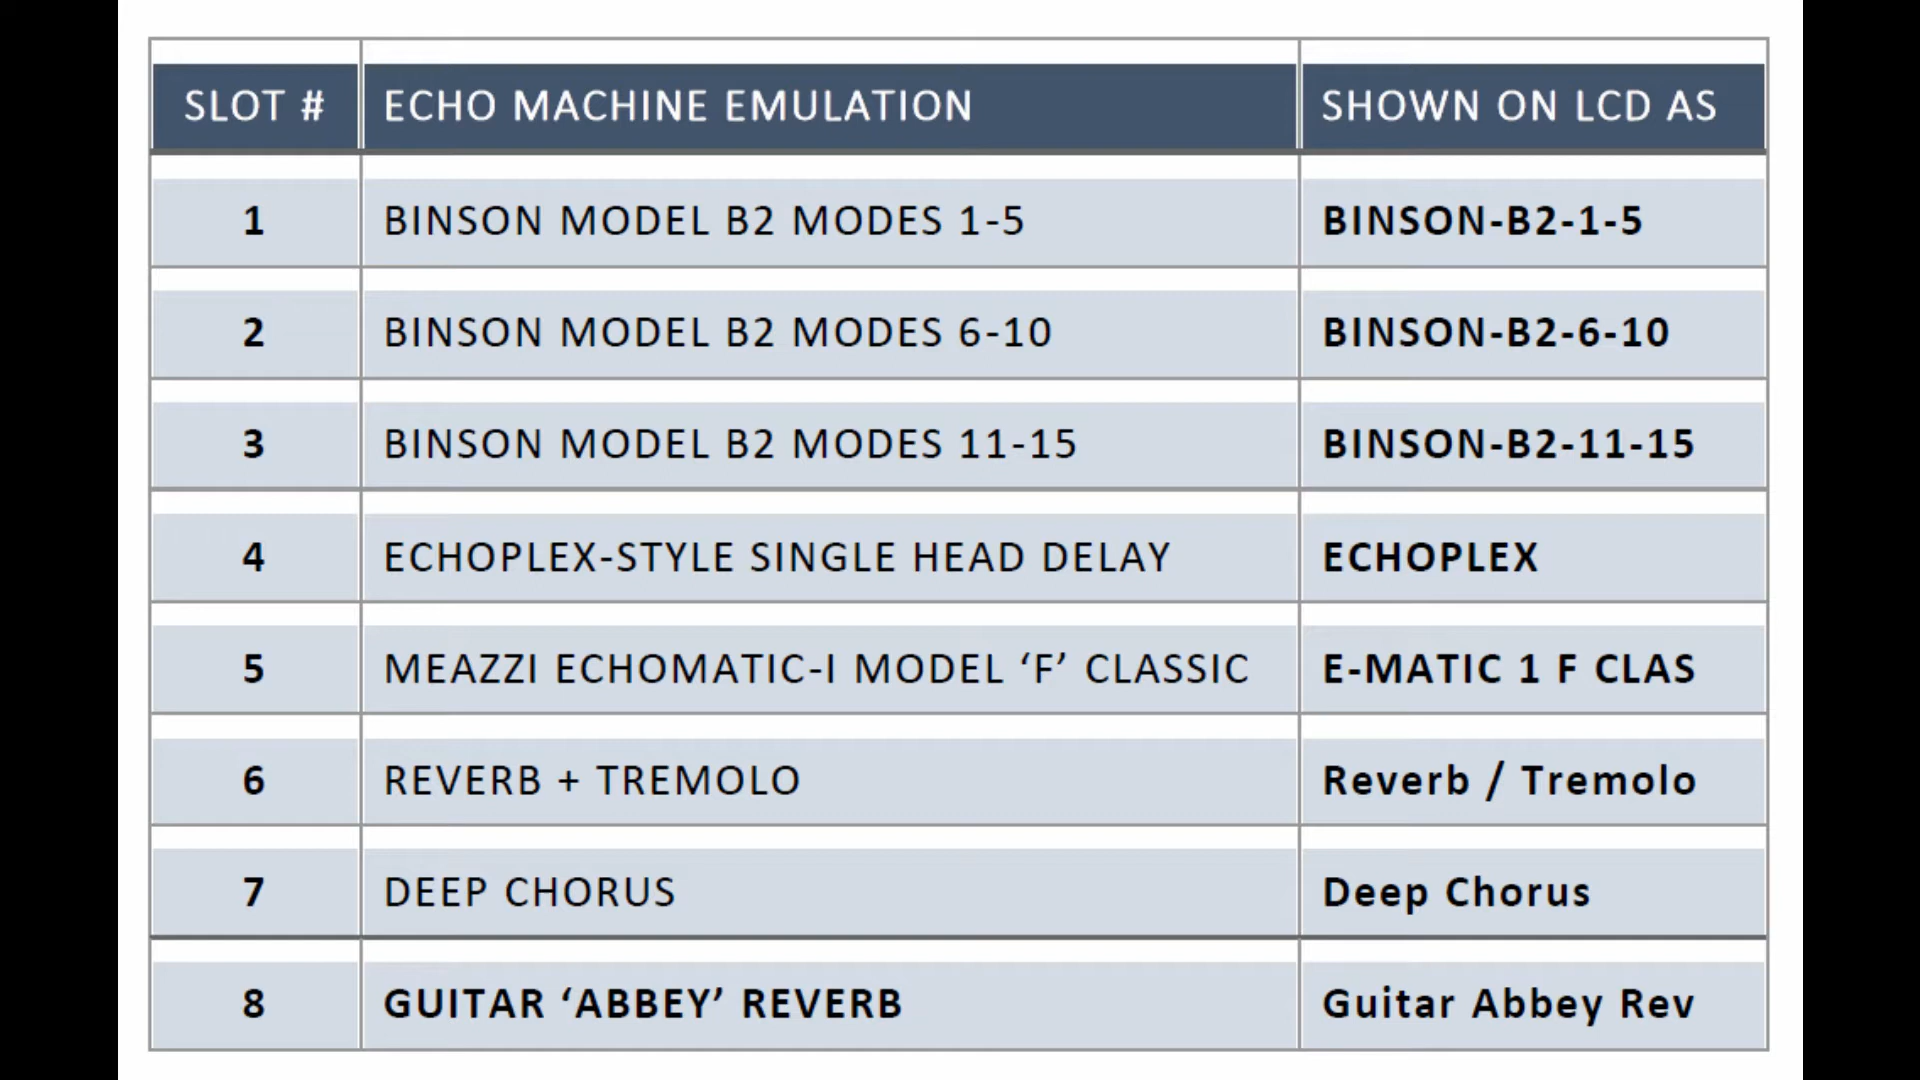 SLOT # ECHO MACHINE EMULATION SHOWN ON LCD AS
1 BINSON MODEL B2 MODES 1-5 BINSON-B2-1-5
2 BINSON MODEL B2 MODES 6-10 BINSON-B2-6-10
3 BINSON MODEL B2 MODES 11-15 BINSON-B2-11-15
4 ECHOPLEX-STYLE SINGLE HEAD DELAY ECHOPLEX
5 MEAZZI ECHOMATIC-I MODEL ‘F’ CLASSIC E-MATIC 1 F CLAS
6 REVERB + TREMOLO Reverb / Tremolo
7 DEEP CHORUS Deep Chorus
8 GUITAR ‘ABBEY’ REVERB Guitar Abbey Rev